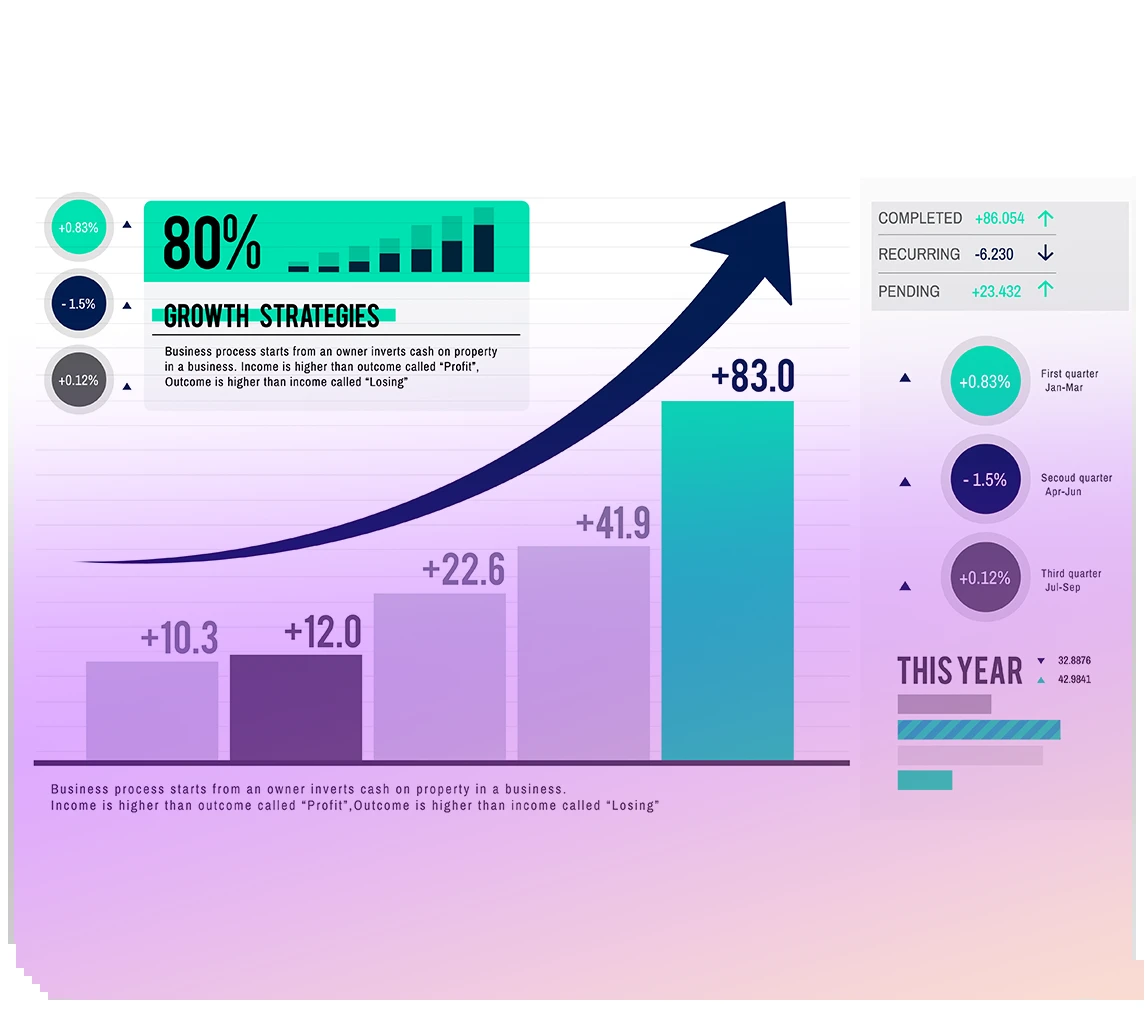 +0.83%
- 1.5%
+0.12%
80%
GROWTH STRATEGIES
Business process starts from an owner inverts cash on property
in a business. Income is higher than outcome called “Profit”,
Outcome is higher than income called “Losing”
+10.3
+12.0
+22.6
+41.9
+83.0
Business process starts from an owner inverts cash on property in a business.
Income is higher than outcome called “Profit”,Outcome is higher than income called “Losing”
COMPLETED +86.054
RECURRING -6.230
PENDING +23.432
+0.83%
First quarter
Jan-Mar
- 1.5%
Secoud quarter
Apr-Jun
+0.12%
Third quarter
Jul-Sep
THIS YEAR
32.8876
42.9841